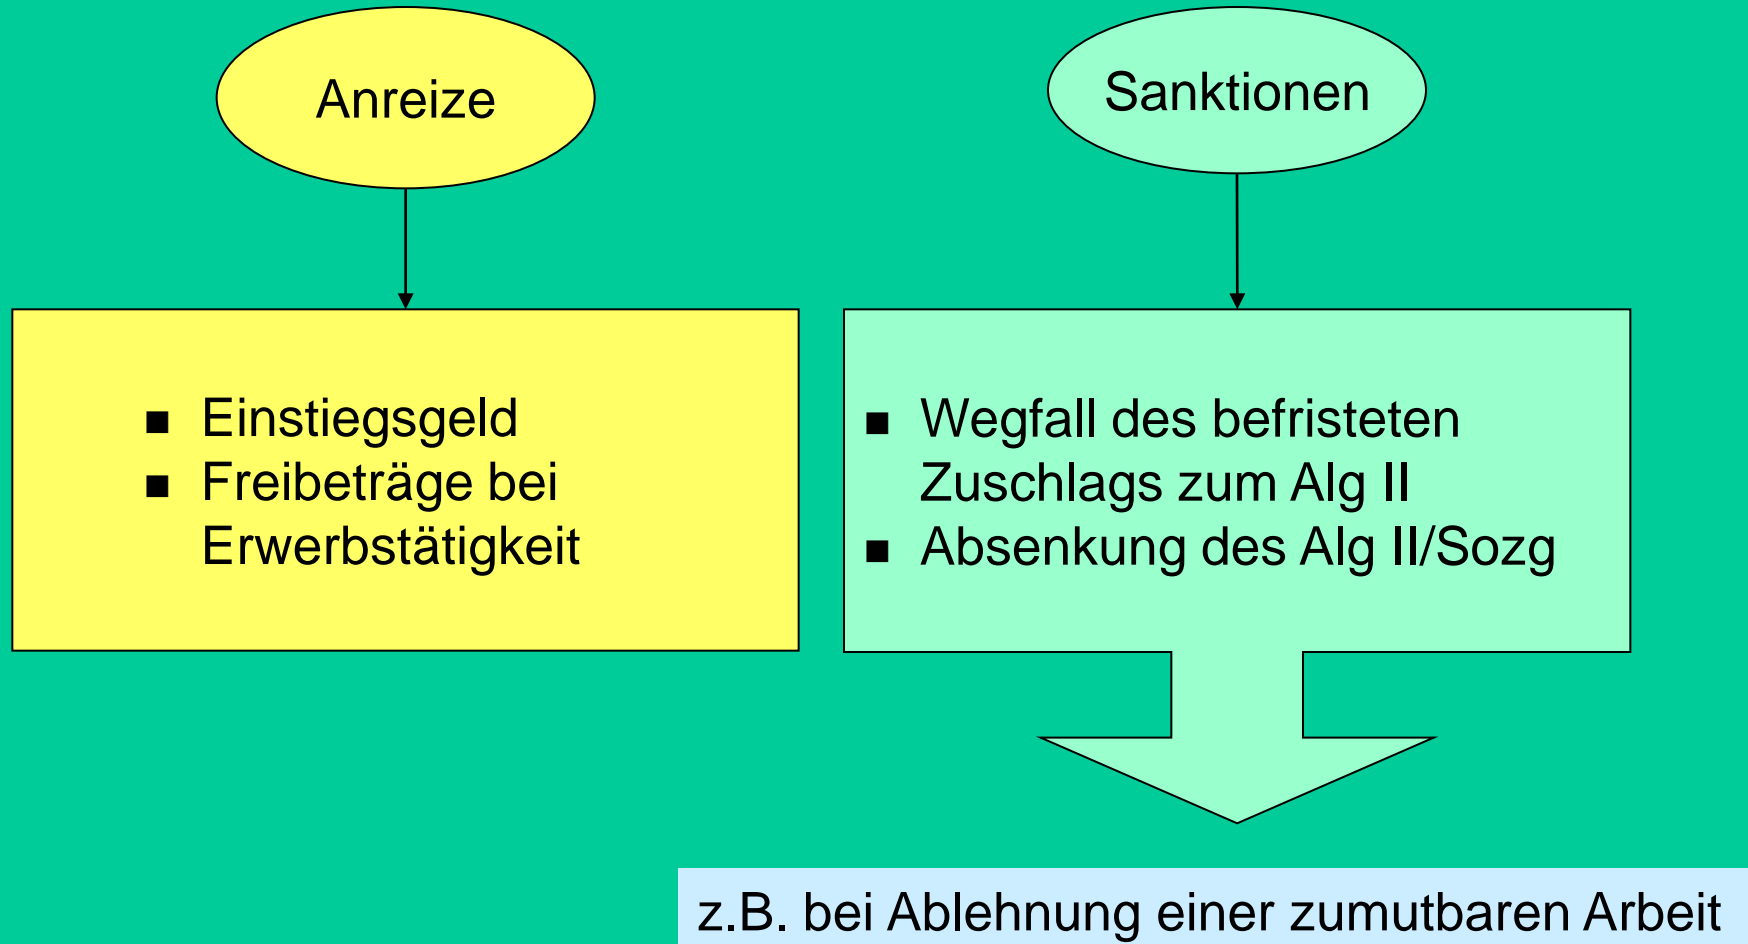 Anreize
Sanktionen
■ Einstiegsgeld
■ Freibeträge bei
Erwerbstätigkeit
■ Wegfall des befristeten
Zuschlags zum Alg II
■ Absenkung des Alg II/Sozg
z.B. bei Ablehnung einer zumutbaren Arbeit